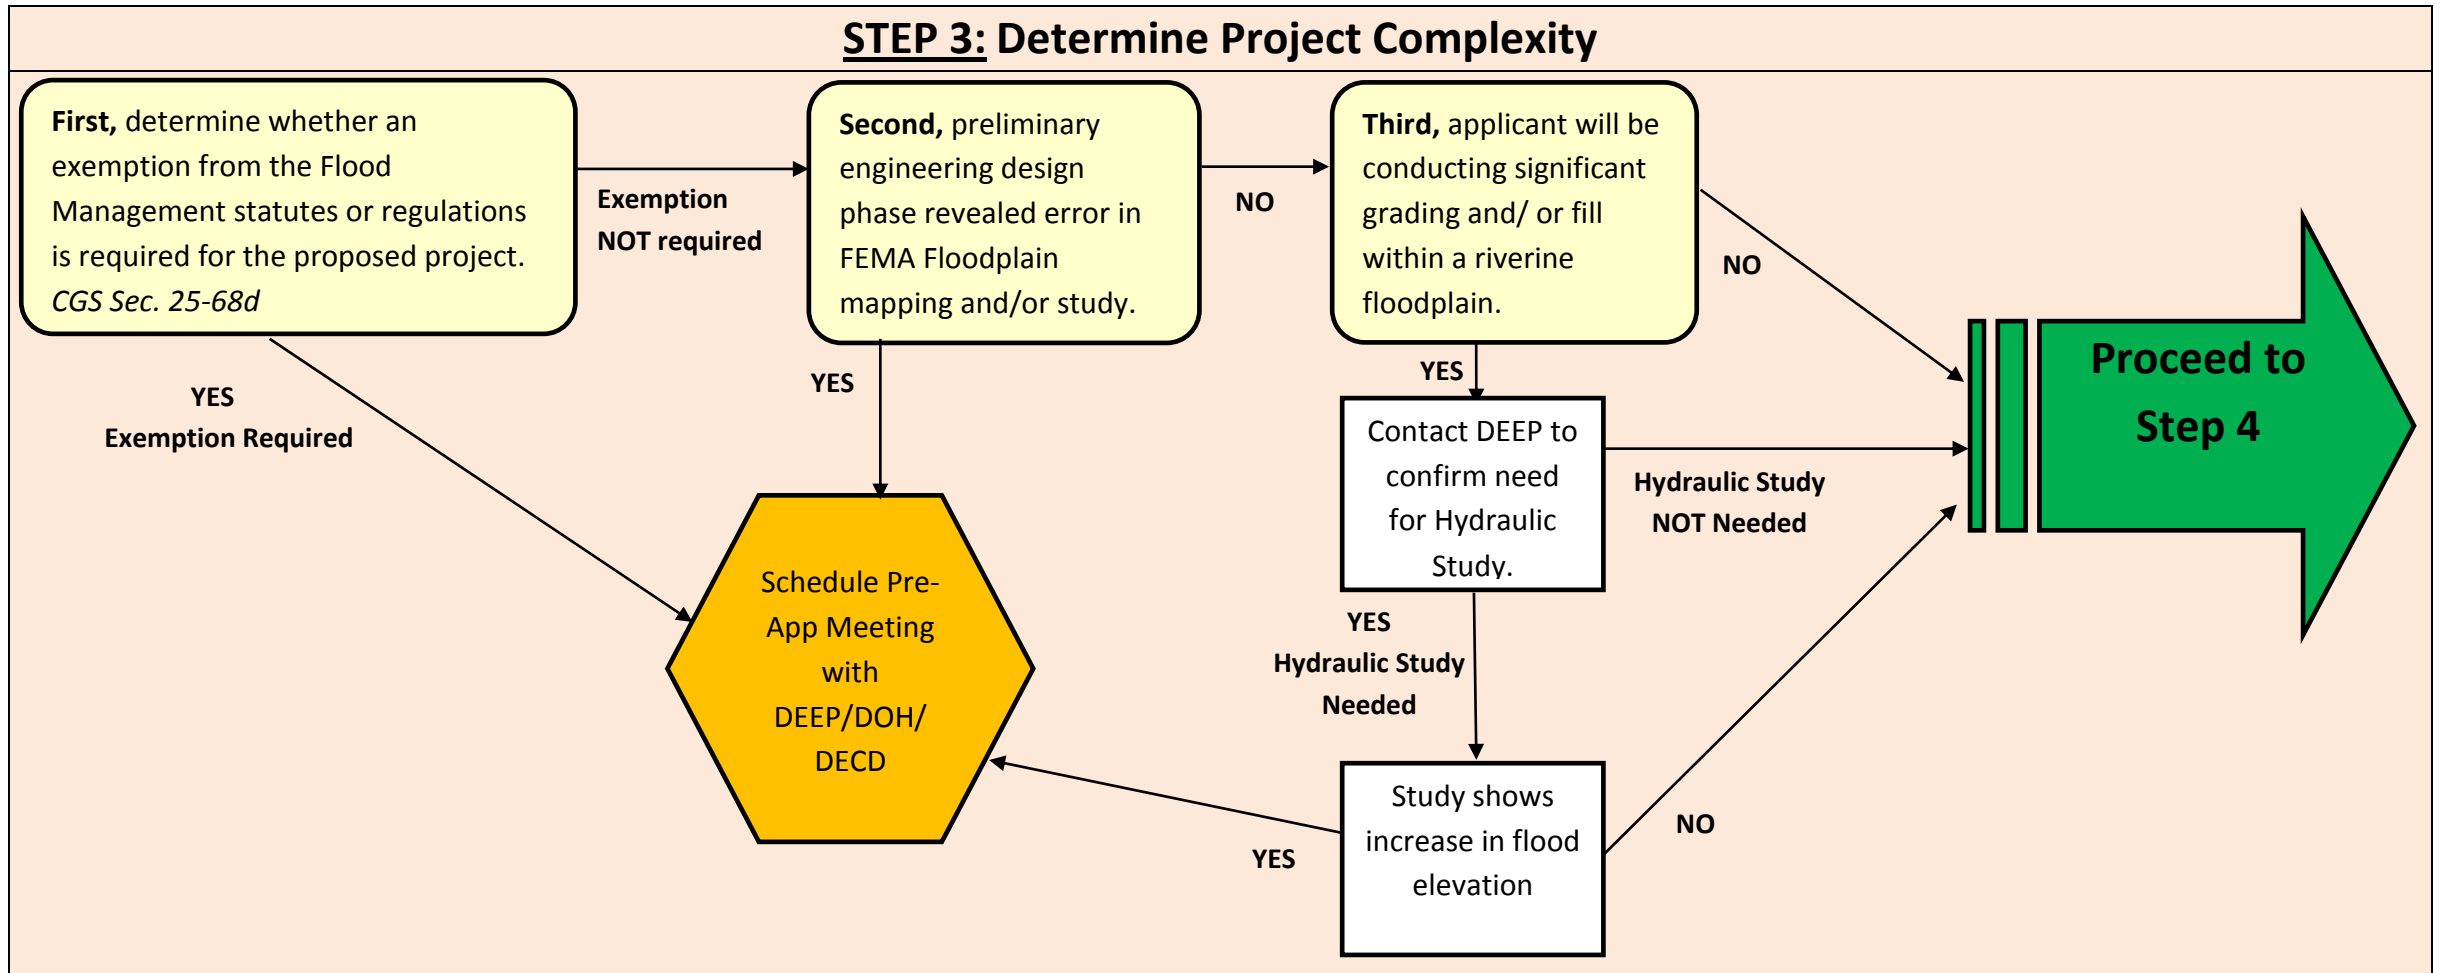 STEP 3: Determine Project Complexity
First, determine whether an
exemption from the Flood
Management statutes or regulations
is required for the proposed project.
CGS Sec. 25-68d
Exemption
NOT required
Second, preliminary
engineering design
phase revealed error in
FEMA Floodplain
mapping and/or study.
NO
Third, applicant will be
conducting significant
grading and/ or fill
within a riverine
floodplain.
NO
YES
Exemption Required
YES
YES
Contact DEEP to
confirm need
for Hydraulic
Study.
Hydraulic Study
NOT Needed
Proceed to
Step 4
Schedule Pre-
App Meeting
with
DEEP/DOH/
DECD
YES
Hydraulic Study
Needed
Study shows
increase in flood
elevation
YES
NO